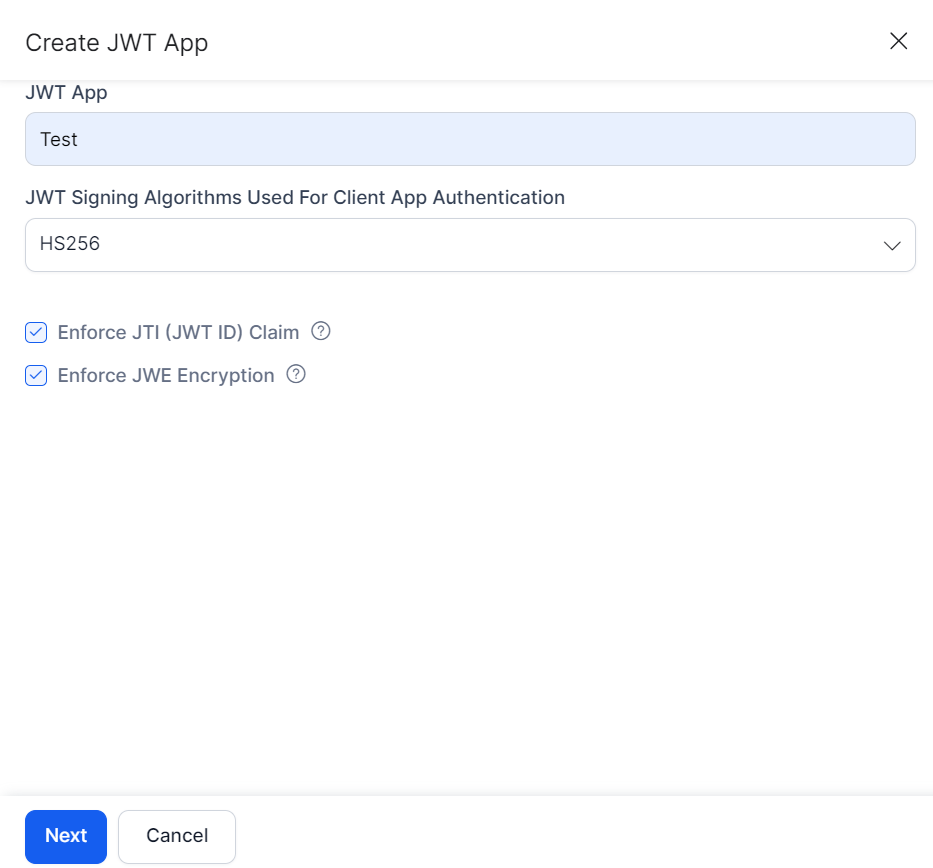 Create JWT App
JWT App
Test
JWT Signing Algorithms Used For Client App Authentication
HS256
Enforce JTI (JWT ID) Claim
Enforce JWE Encryption
Next
Cancel